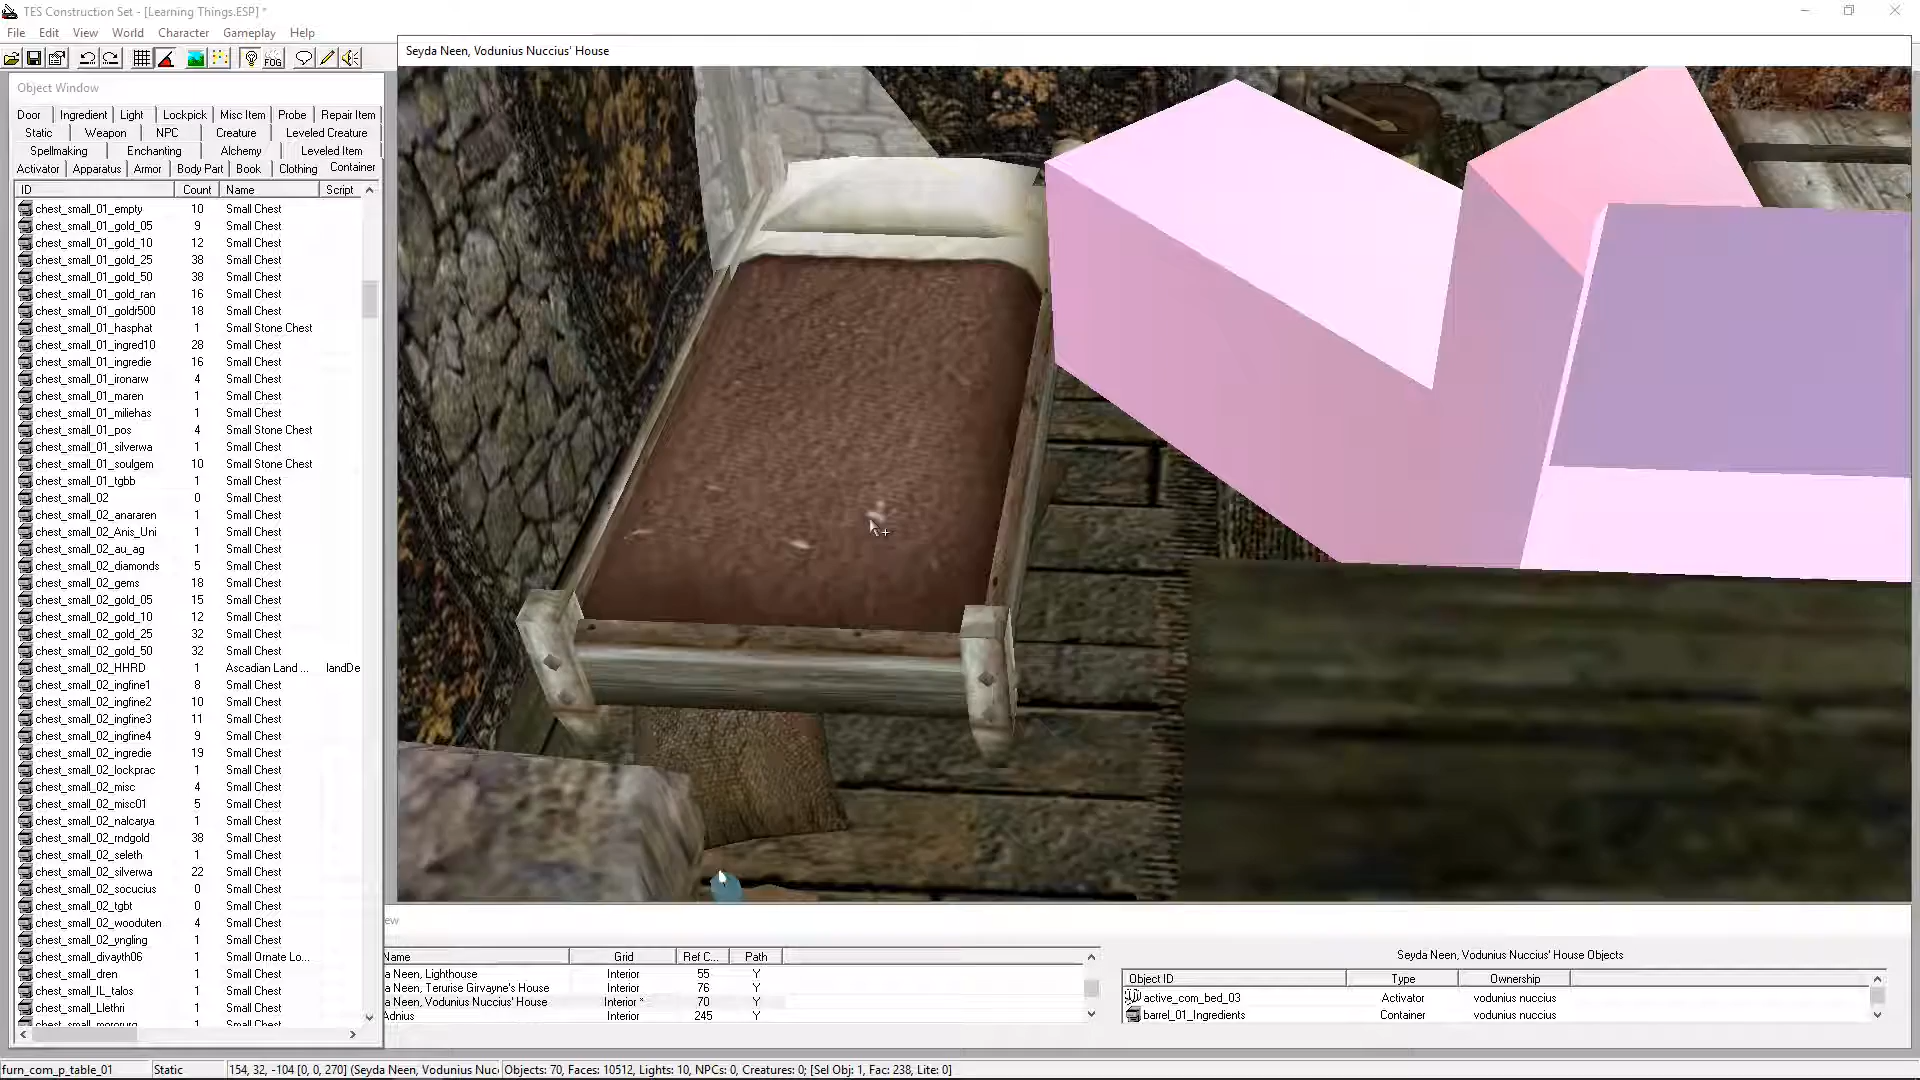 TES Construction Set - [Learning Things.ESP] *
File Edit View World Character Gameplay Help
FOG
Seyda Neen, Vodunius Nuccius' House
Object Window
Door Ingredient Light Lockpick Misc Item Probe Repair Item
Static Weapon NPC Creature Leveled Creature
Spellmaking Enchanting Alchemy Leveled Item
Activator Apparatus Armor Body Part Book Clothing Container
ID Count Name Script
chest_small_01_empty 10 Small Chest
chest_small_01_gold_05 9 Small Chest
chest_small_01_gold_10 12 Small Chest
chest_small_01_gold_25 38 Small Chest
chest_small_01_gold_50 38 Small Chest
chest_small_01_gold_ran 16 Small Chest
chest_small_01_goldr500 18 Small Chest
chest_small_01_hasphat 1 Small Stone Chest
chest_small_01_ingred10 28 Small Chest
chest_small_01_ingredie 16 Small Chest
chest_small_01_ironarw 4 Small Chest
chest_small_01_maren 1 Small Chest
chest_small_01_miliehas 1 Small Chest
chest_small_01_pos 4 Small Stone Chest
chest_small_01_silverwa 1 Small Chest
chest_small_01_soulgem 10 Small Stone Chest
chest_small_01_tgbb 1 Small Chest
chest_small_02 0 Small Chest
chest_small_02_anararen 1 Small Chest
chest_small_02_Anis_Uni 1 Small Chest
chest_small_02_au_ag 1 Small Chest
chest_small_02_diamonds 5 Small Chest
chest_small_02_gems 18 Small Chest
chest_small_02_gold_05 15 Small Chest
chest_small_02_gold_10 12 Small Chest
chest_small_02_gold_25 32 Small Chest
chest_small_02_gold_50 32 Small Chest
chest_small_02_HHRD 1 Ascadian Land ... landDe
chest_small_02_ingfine1 8 Small Chest
chest_small_02_ingfine2 10 Small Chest
chest_small_02_ingfine3 11 Small Chest
chest_small_02_ingfine4 9 Small Chest
chest_small_02_ingredie 19 Small Chest
chest_small_02_lockprac 1 Small Chest
chest_small_02_misc 4 Small Chest
chest_small_02_misc01 5 Small Chest
chest_small_02_nalcarya 1 Small Chest
chest_small_02_rndgold 38 Small Chest
chest_small_02_seleth 1 Small Chest
chest_small_02_silverwa 22 Small Chest
chest_small_02_socucius 0 Small Chest
chest_small_02_tgbt 0 Small Chest
chest_small_02_wooduten 4 Small Chest
chest_small_02_yngling 1 Small Chest
chest_small_divayth06 1 Small Ornate Lo...
chest_small_dren 1 Small Chest
chest_small_IL_talos 1 Small Chest
chest_small_Llethri 1 Small Chest
ew
Name Grid Ref C... Path
a Neen, Lighthouse Interior 55 Y
a Neen, Terurise Girvayne's House Interior 76 Y
a Neen, Vodunius Nuccius' House Interior * 70 Y
Adnius Interior 245 Y
Seyda Neen, Vodunius Nuccius' House Objects
Object ID Type Ownership
active_com_bed_03 Activator vodunius nuccius
barrel_01_Ingredients Container vodunius nuccius
furn_com_p_table_01 Static 154, 32, -104 [0, 0, 270] (Seyda Neen, Vodunius Nucc Objects: 70, Faces: 10512, Lights: 10, NPCs: 0, Creatures: 0; [Sel Obj: 1, Fac: 238, Lite: 0]